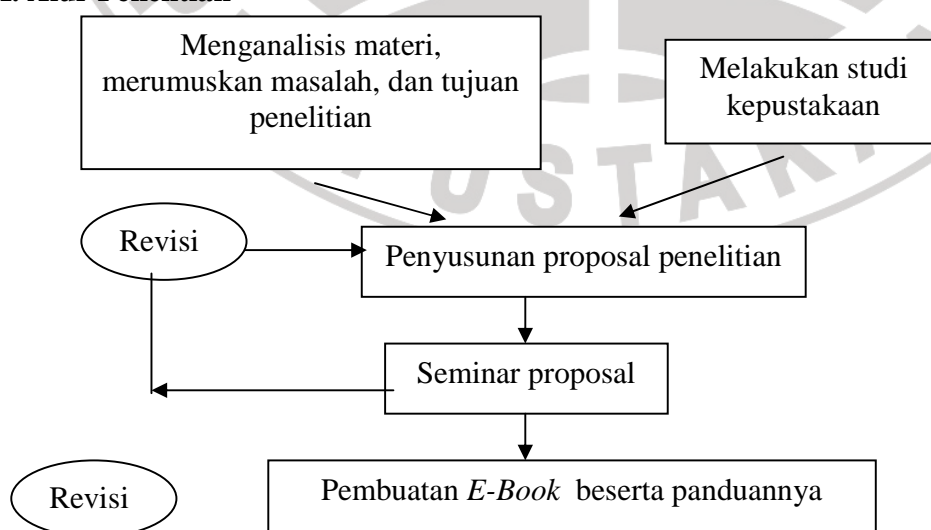 Menganalisis materi,
merumuskan masalah, dan tujuan
penelitian
Melakukan studi
kepustakaan
USTAKA
Revisi
Penyusunan proposal penelitian
Seminar proposal
Revisi
Pembuatan E-Book beserta panduannya